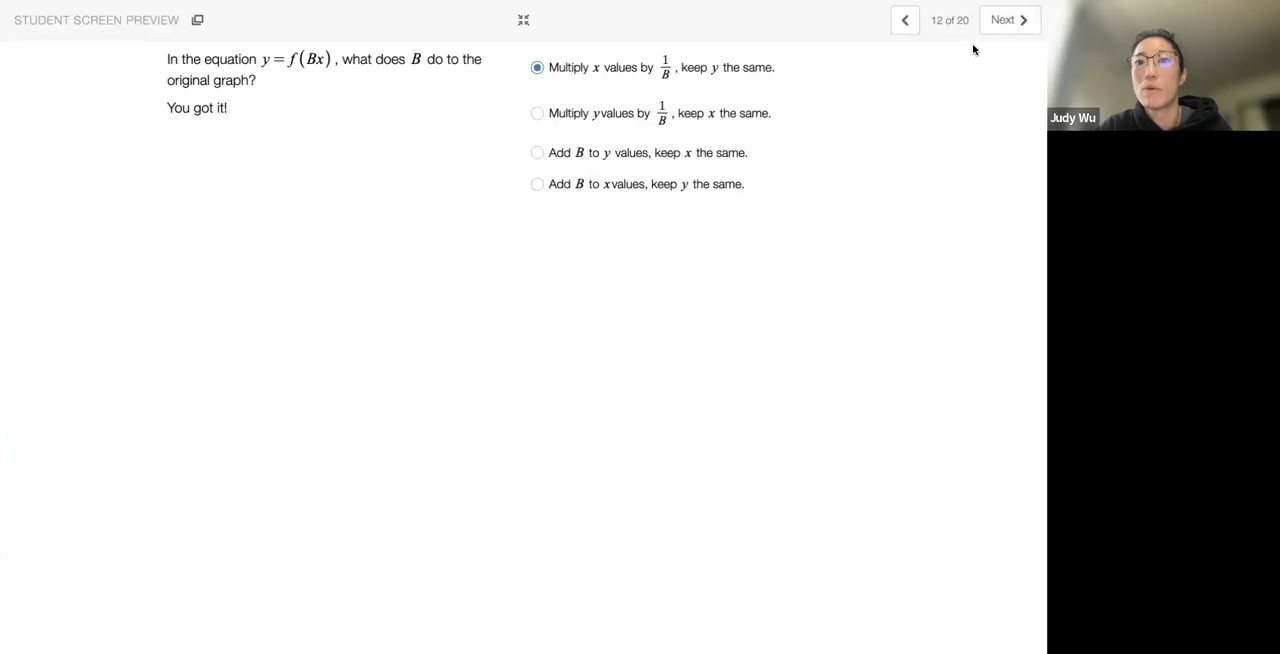 STUDENT SCREEN PREVIEW
12 of 20
Next
In the equation y = f(Bx), what does B do to the
original graph?
You got it!
Multiply x values by 1/B, keep y the same.
Multiply yvalues by 1/B, keep x the same.
Add B to y values, keep x the same.
Add B to xvalues, keep y the same.
Judy Wu